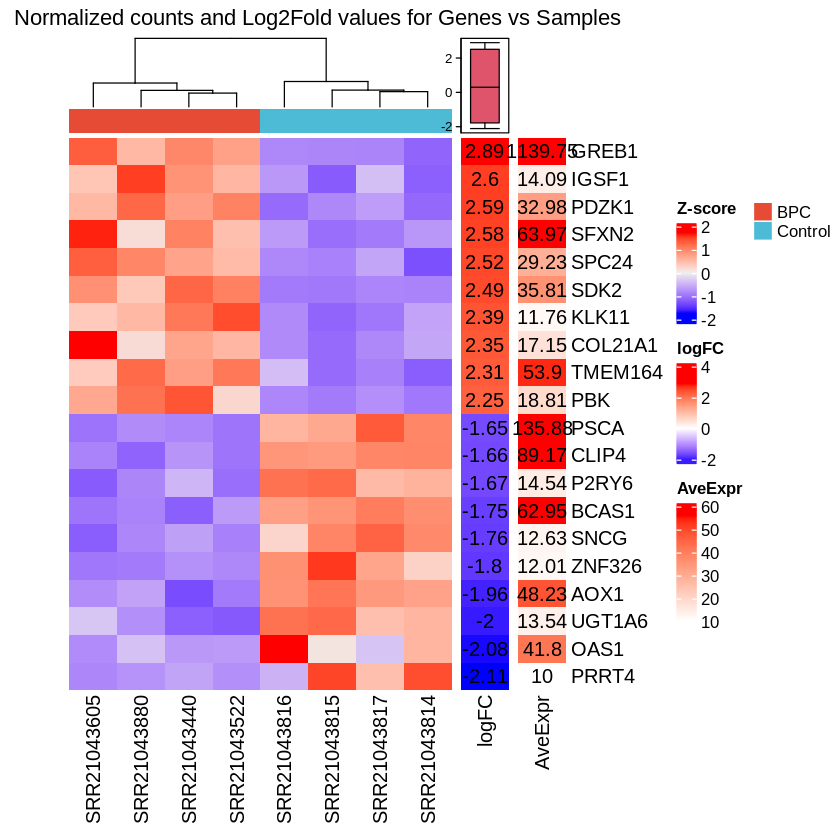 Normalized counts and Log2Fold values for Genes vs Samples
2
0
-2
2.89 1139.75 GREB1
2.6 14.09 IGSF1
2.59 32.98 PDZK1
2.58 63.97 SFXN2
2.52 29.23 SPC24
2.49 35.81 SDK2
2.39 11.76 KLK11
2.35 17.15 COL21A1
2.31 53.9 TMEM164
2.25 18.81 PBK
-1.65 135.88 PSCA
-1.66 89.17 CLIP4
-1.67 14.54 P2RY6
-1.75 62.95 BCAS1
-1.76 12.63 SNCG
-1.8 12.01 ZNF326
-1.96 48.23 AOX1
-2 13.54 UGT1A6
-2.08 41.8 OAS1
-2.11 10 PRRT4
SRR21043605
SRR21043880
SRR21043440
SRR21043522
SRR21043816
SRR21043815
SRR21043817
SRR21043814
logFC
AveExpr
Z-score
2
1
0
-1
-2
logFC
4
2
0
-2
AveExpr
60
50
40
30
20
10
BPC
Control